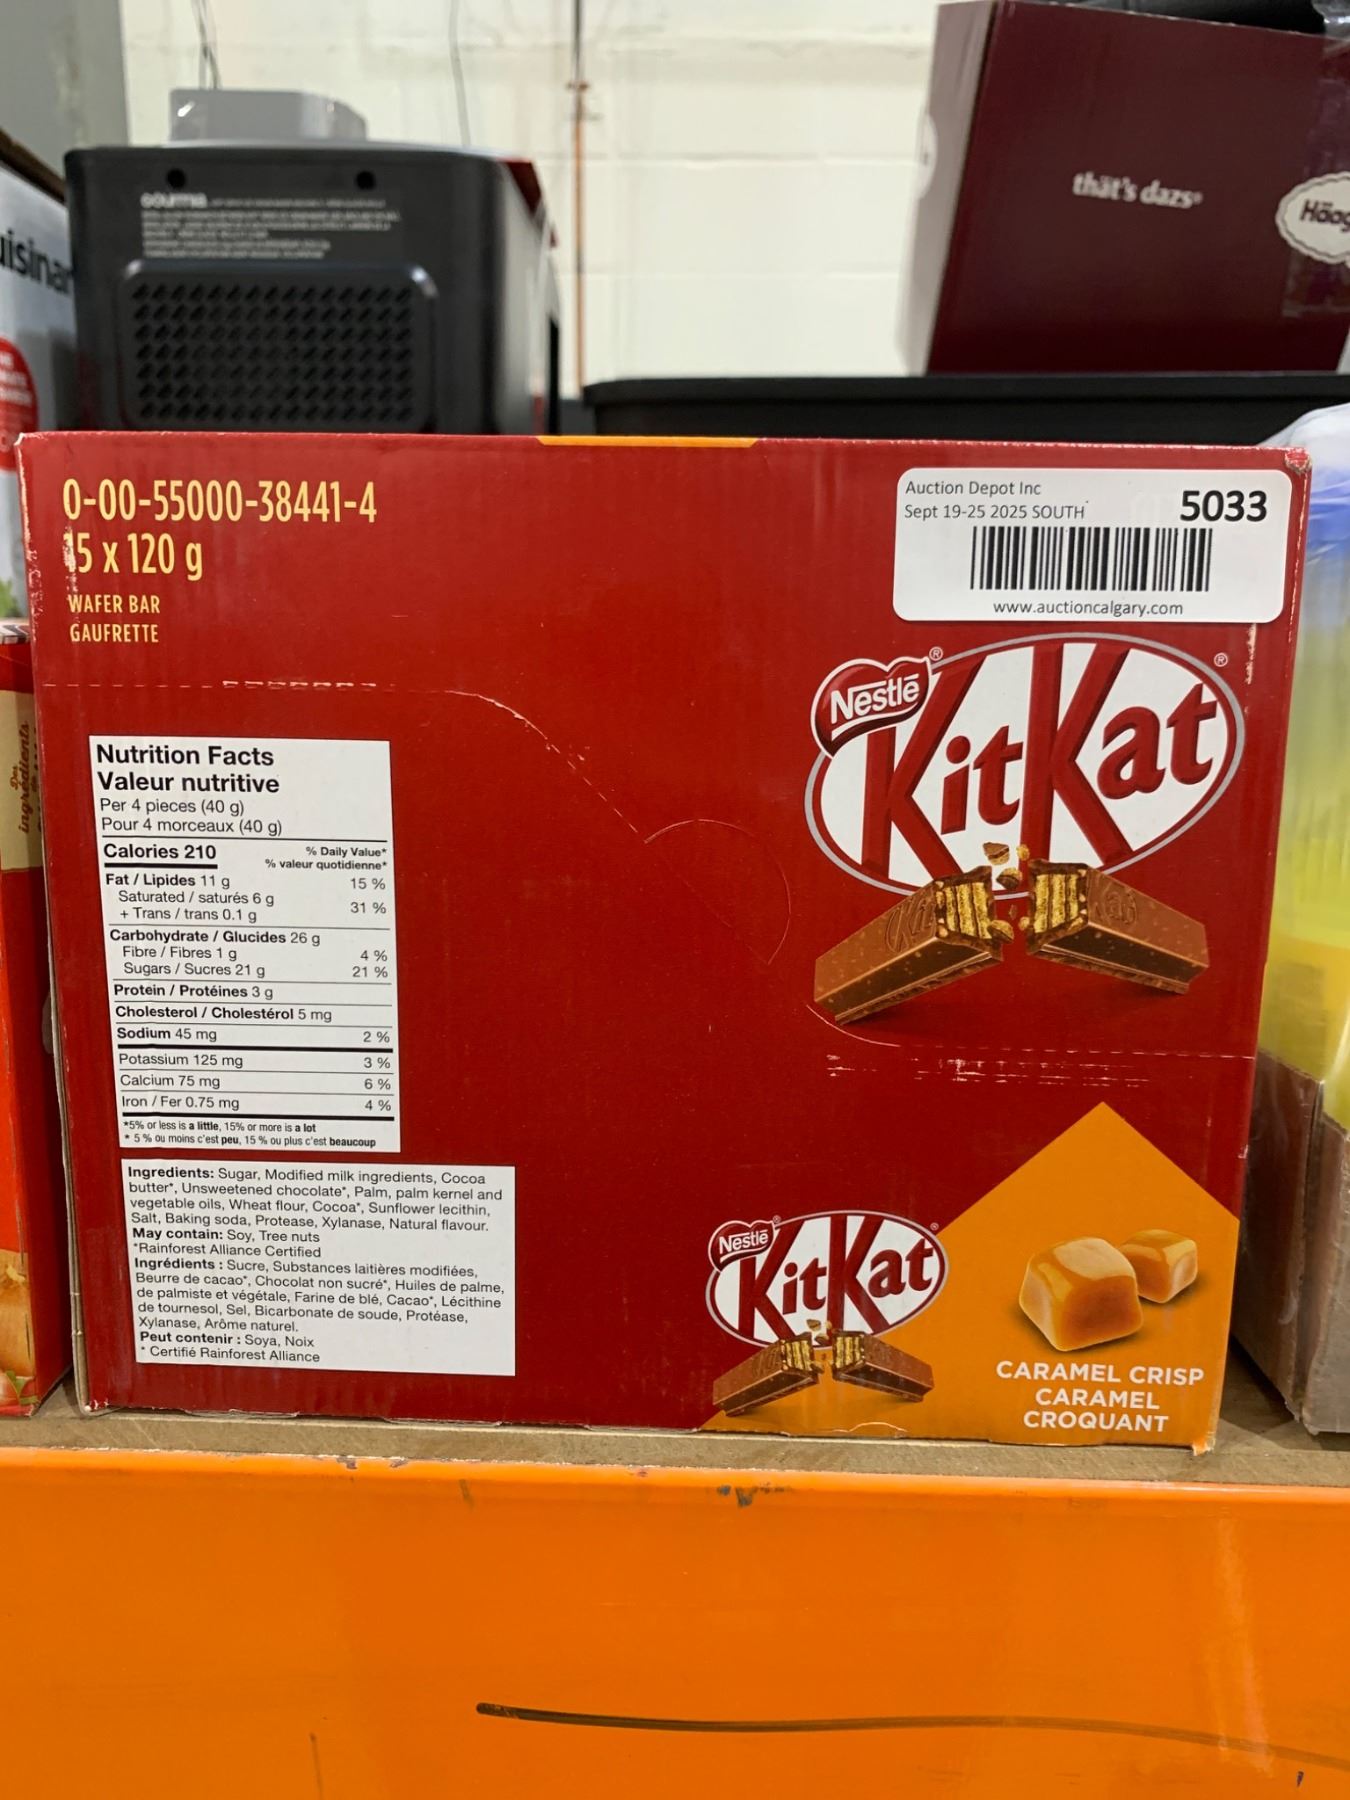 that's dazs®
Häag
uisinar
gourmia
Auction Depot Inc
Sept 19-25 2025 SOUTH
5033
www.auctioncalgary.com
0-00-55000-38441-4
15 x 120 g
WAFER BAR
GAUFRETTE
Nestlé®
KitKat®
Des
ingrédients
Nutrition Facts
Valeur nutritive
Per 4 pieces (40 g)
Pour 4 morceaux (40 g)
Calories 210
% Daily Value*
% valeur quotidienne*
Fat / Lipides 11 g 15 %
Saturated / saturés 6 g
+ Trans / trans 0.1 g 31 %
Carbohydrate / Glucides 26 g
Fibre / Fibres 1 g 4 %
Sugars / Sucres 21 g 21 %
Protein / Protéines 3 g
Cholesterol / Cholestérol 5 mg
Sodium 45 mg 2 %
Potassium 125 mg 3 %
Calcium 75 mg 6 %
Iron / Fer 0.75 mg 4 %
*5% or less is a little, 15% or more is a lot
* 5 % ou moins c'est peu, 15 % ou plus c'est beaucoup
Ingredients: Sugar, Modified milk ingredients, Cocoa
butter*, Unsweetened chocolate*, Palm, palm kernel and
vegetable oils, Wheat flour, Cocoa*, Sunflower lecithin,
Salt, Baking soda, Protease, Xylanase, Natural flavour.
May contain: Soy, Tree nuts
*Rainforest Alliance Certified
Ingrédients : Sucre, Substances laitières modifiées,
Beurre de cacao*, Chocolat non sucré*, Huiles de palme,
de palmiste et végétale, Farine de blé, Cacao*, Lécithine
de tournesol, Sel, Bicarbonate de soude, Protéase,
Xylanase, Arôme naturel.
Peut contenir : Soya, Noix
* Certifié Rainforest Alliance
Nestlé®
KitKat®
CARAMEL CRISP
CARAMEL
CROQUANT